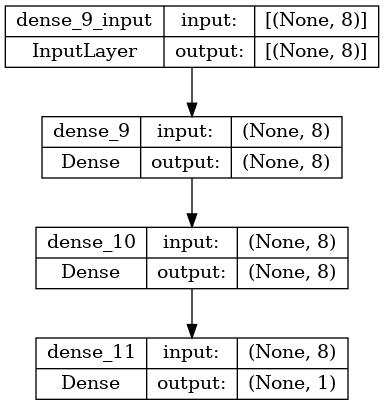 dense_9_input input: [(None, 8)]
InputLayer output: [(None, 8)]
dense_9 input: (None, 8)
Dense output: (None, 8)
dense_10 input: (None, 8)
Dense output: (None, 8)
dense_11 input: (None, 8)
Dense output: (None, 1)